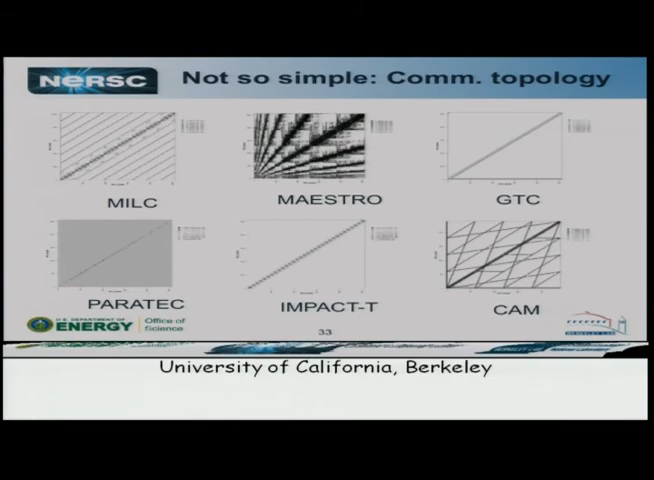 NERSC
Not so simple: Comm. topology
MILC
MAESTRO
GTC
PARATEC
IMPACT-T
CAM
U.S. DEPARTMENT OF
ENERGY
Office of
Science
33
University of California, Berkeley